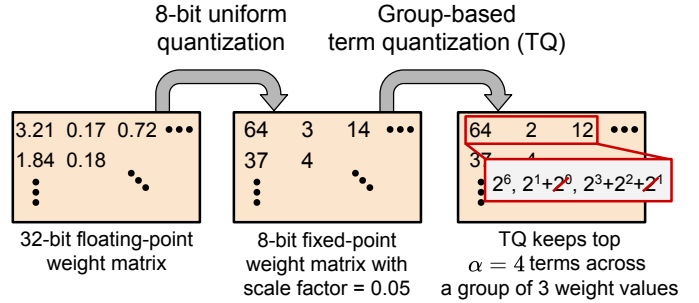 8-bit uniform
quantization
Group-based
term quantization (TQ)
3.21 0.17 0.72 •••
1.84 0.18
64 3 14 •••
37 4
64 2 12 •••
37 4
2⁶, 2¹+2⁰, 2³+2²+2¹
32-bit floating-point
weight matrix
8-bit fixed-point
weight matrix with
scale factor = 0.05
TQ keeps top
α = 4 terms across
a group of 3 weight values